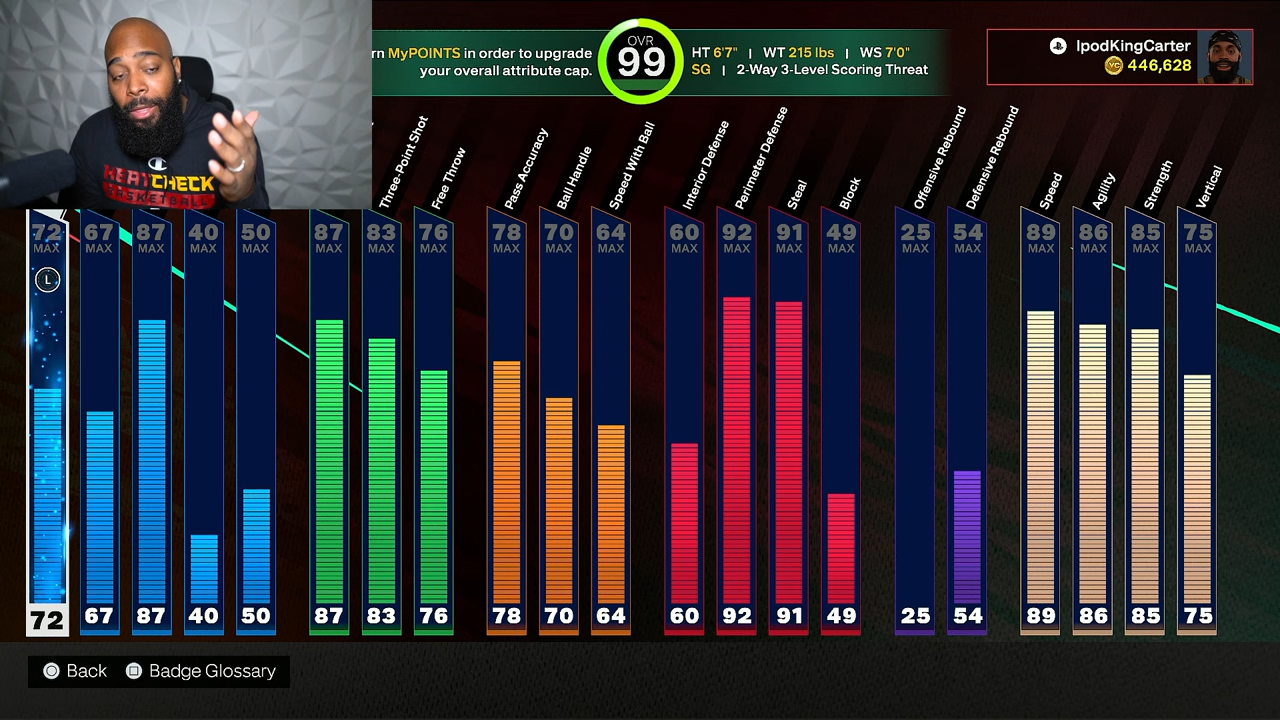 rn MyPOINTS in order to upgrade
your overall attribute cap.
OVR
99
HT 6'7" | WT 215 lbs | WS 7'0"
SG | 2-Way 3-Level Scoring Threat
IpodKingCarter
VC 446,628
HEATCHECK
BASKETBALL
Three-Point Shot
Free Throw
Pass Accuracy
Ball Handle
Speed With Ball
Interior Defense
Perimeter Defense
Steal
Block
Offensive Rebound
Defensive Rebound
Speed
Agility
Strength
Vertical
72 67 87 40 50 87 83 76 78 70 64 60 92 91 49 25 54 89 86 85 75
MAX MAX MAX MAX MAX MAX MAX MAX MAX MAX MAX MAX MAX MAX MAX MAX MAX MAX MAX MAX MAX
L
72 67 87 40 50 87 83 76 78 70 64 60 92 91 49 25 54 89 86 85 75
Back Badge Glossary